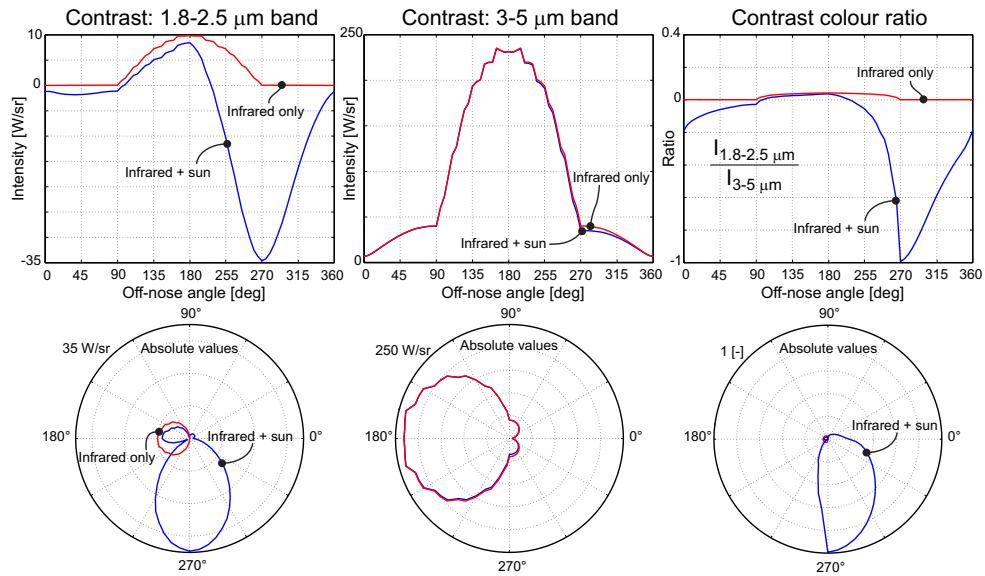 Contrast: 1.8-2.5 μm band
10
0
-35
Intensity [W/sr]
Infrared only
Infrared + sun
0 45 90 135 180 255 270 315 360
Off-nose angle [deg]
Contrast: 3-5 μm band
250
0
Intensity [W/sr]
Infrared only
Infrared + sun
0 45 90 135 180 225 270 315 360
Off-nose angle [deg]
Contrast colour ratio
0.4
0
-1
Ratio
Infrared only
I1.8-2.5 μm
I3-5 μm
Infrared + sun
0 45 90 135 180 225 270 315 360
Off-nose angle [deg]
90°
35 W/sr
Absolute values
Infrared + sun
180°
0°
Infrared only
270°
90°
250 W/sr
Absolute values
180°
0°
270°
90°
1 [-]
Absolute values
Infrared + sun
180°
0°
270°